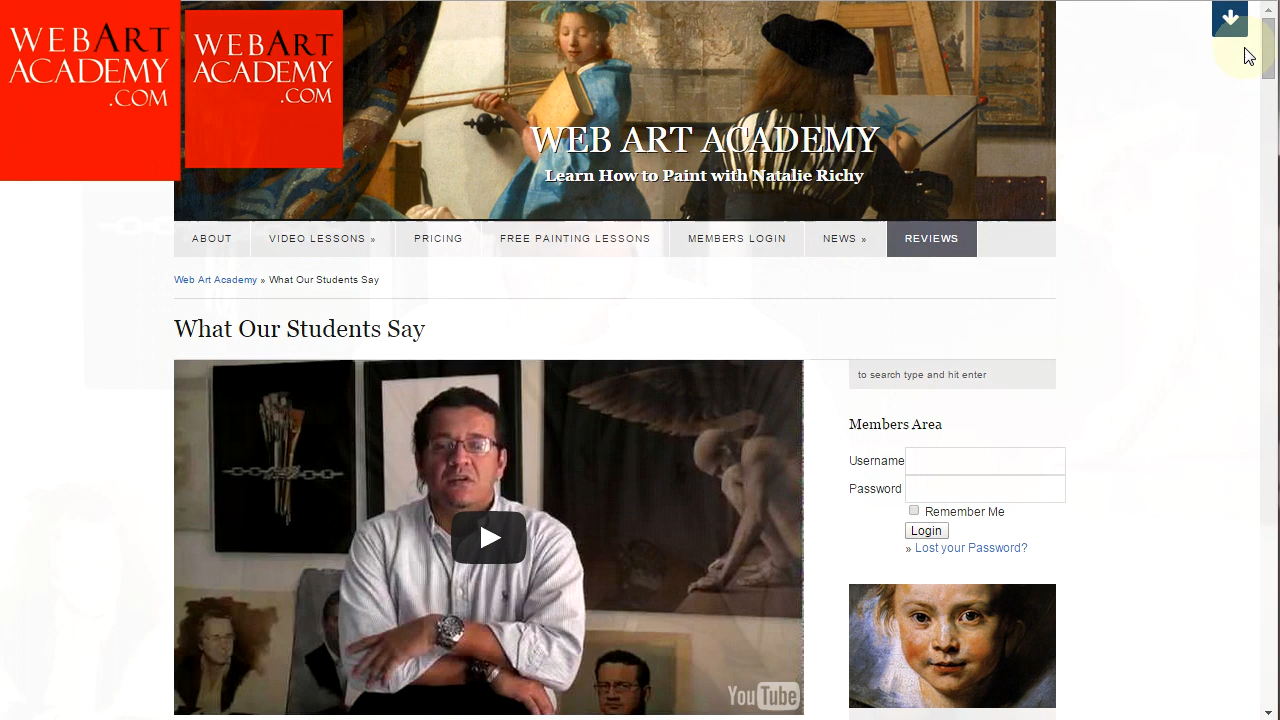 WEBART
ACADEMY
.COM
WEBART
ACADEMY
.COM
WEB ART ACADEMY
Learn How to Paint with Natalie Richy
ABOUT
VIDEO LESSONS »
PRICING
FREE PAINTING LESSONS
MEMBERS LOGIN
NEWS »
REVIEWS
Web Art Academy » What Our Students Say
What Our Students Say
to search type and hit enter
Members Area
Username
Password
Remember Me
Login
» Lost your Password?
YouTube